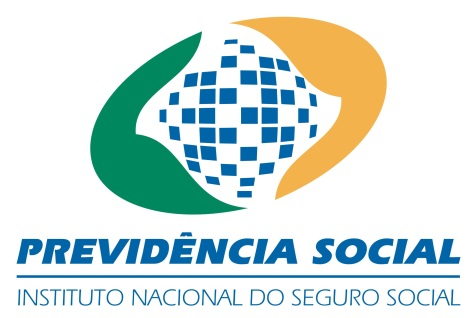 PREVIDÊNCIA SOCIAL
INSTITUTO NACIONAL DO SEGURO SOCIAL